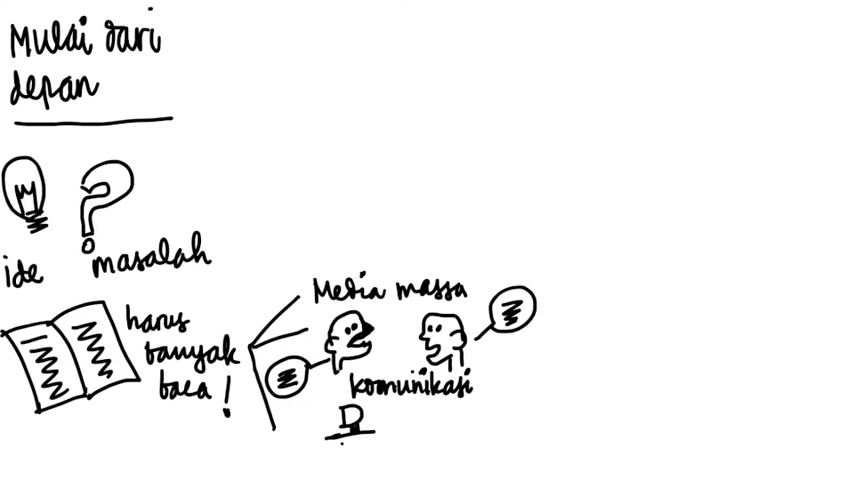 Mulai dari
depan
ide
masalah
harus
banyak
baca!
Media massa
komunikasi